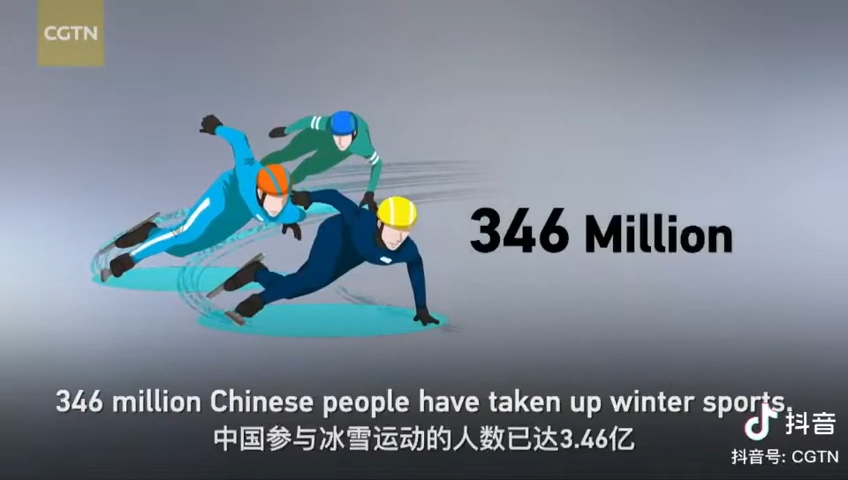 CGTN
346 Million
346 million Chinese people have taken up winter sports,
中国参与冰雪运动的人数已达3.46亿
抖音
抖音号: CGTN